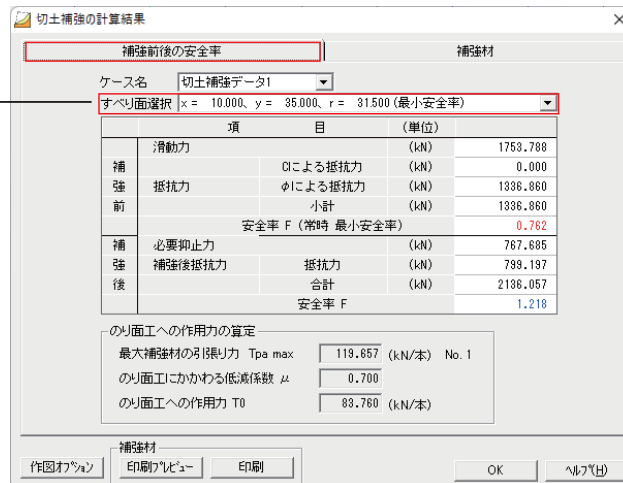 切土補強の計算結果
補強前後の安全率 補強材
ケース名 切土補強データ1
すべり面選択 x = 10.000、y = 35.000、r = 31.500 (最小安全率)
項 目 (単位)
滑動力 (kN) 1753.788
補 Cによる抵抗力 (kN) 0.000
強 抵抗力 φによる抵抗力 (kN) 1336.860
前 小計 (kN) 1336.860
安全率 F (常時 最小安全率) 0.762
補 必要抑止力 (kN) 767.685
強 補強後抵抗力 抵抗力 (kN) 799.197
後 合計 (kN) 2136.057
安全率 F 1.218
のり面工への作用力の算定
最大補強材の引張り力 Tpa max 119.657 (kN/本) No. 1
のり面工にかかわる低減係数 μ 0.700
のり面工への作用力 T0 83.760 (kN/本)
補強材
作図ｵﾌﾟｼｮﾝ 印刷ﾌﾟﾚﾋﾞｭｰ 印刷 OK ﾍﾙﾌﾟ(H)